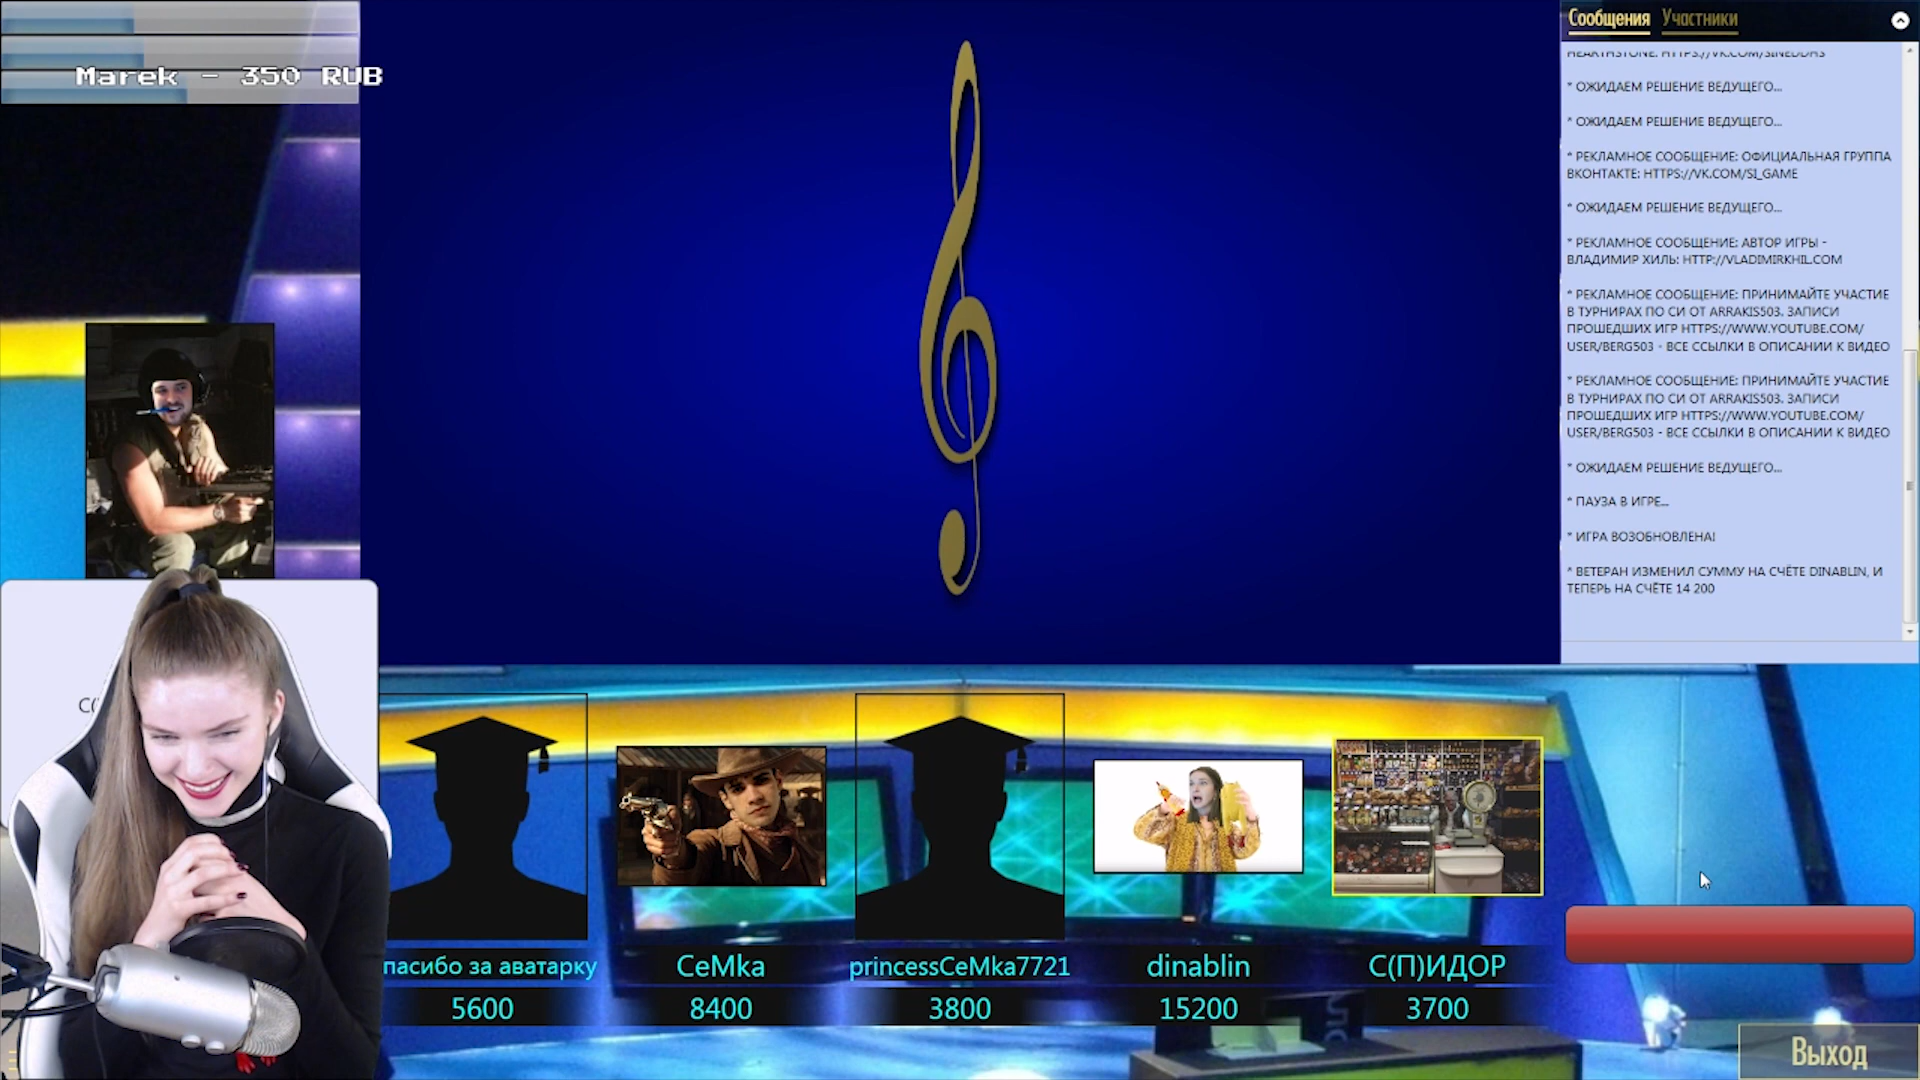 Marek - 350 RUB
Сообщения Участники
HEARTHSTONE: HTTPS://VK.COM/SINEDDHS
* ОЖИДАЕМ РЕШЕНИЕ ВЕДУЩЕГО...
* ОЖИДАЕМ РЕШЕНИЕ ВЕДУЩЕГО...
* РЕКЛАМНОЕ СООБЩЕНИЕ: ОФИЦИАЛЬНАЯ ГРУППА
ВКОНТАКТЕ: HTTPS://VK.COM/SI_GAME
* ОЖИДАЕМ РЕШЕНИЕ ВЕДУЩЕГО...
* РЕКЛАМНОЕ СООБЩЕНИЕ: АВТОР ИГРЫ -
ВЛАДИМИР ХИЛЬ: HTTP://VLADIMIRKHIL.COM
* РЕКЛАМНОЕ СООБЩЕНИЕ: ПРИНИМАЙТЕ УЧАСТИЕ
В ТУРНИРАХ ПО СИ ОТ ARRAKIS503. ЗАПИСИ
ПРОШЕДШИХ ИГР HTTPS://WWW.YOUTUBE.COM/
USER/BERG503 - ВСЕ ССЫЛКИ В ОПИСАНИИ К ВИДЕО
* РЕКЛАМНОЕ СООБЩЕНИЕ: ПРИНИМАЙТЕ УЧАСТИЕ
В ТУРНИРАХ ПО СИ ОТ ARRAKIS503. ЗАПИСИ
ПРОШЕДШИХ ИГР HTTPS://WWW.YOUTUBE.COM/
USER/BERG503 - ВСЕ ССЫЛКИ В ОПИСАНИИ К ВИДЕО
* ОЖИДАЕМ РЕШЕНИЕ ВЕДУЩЕГО...
* ПАУЗА В ИГРЕ...
* ИГРА ВОЗОБНОВЛЕНА!
* ВЕТЕРАН ИЗМЕНИЛ СУММУ НА СЧЁТЕ DINABLIN, И
ТЕПЕРЬ НА СЧЁТЕ 14 200
пасибо за аватарку CeMka princessCeMka7721 dinablin С(П)ИДОР
5600 8400 3800 15200 3700
Выход